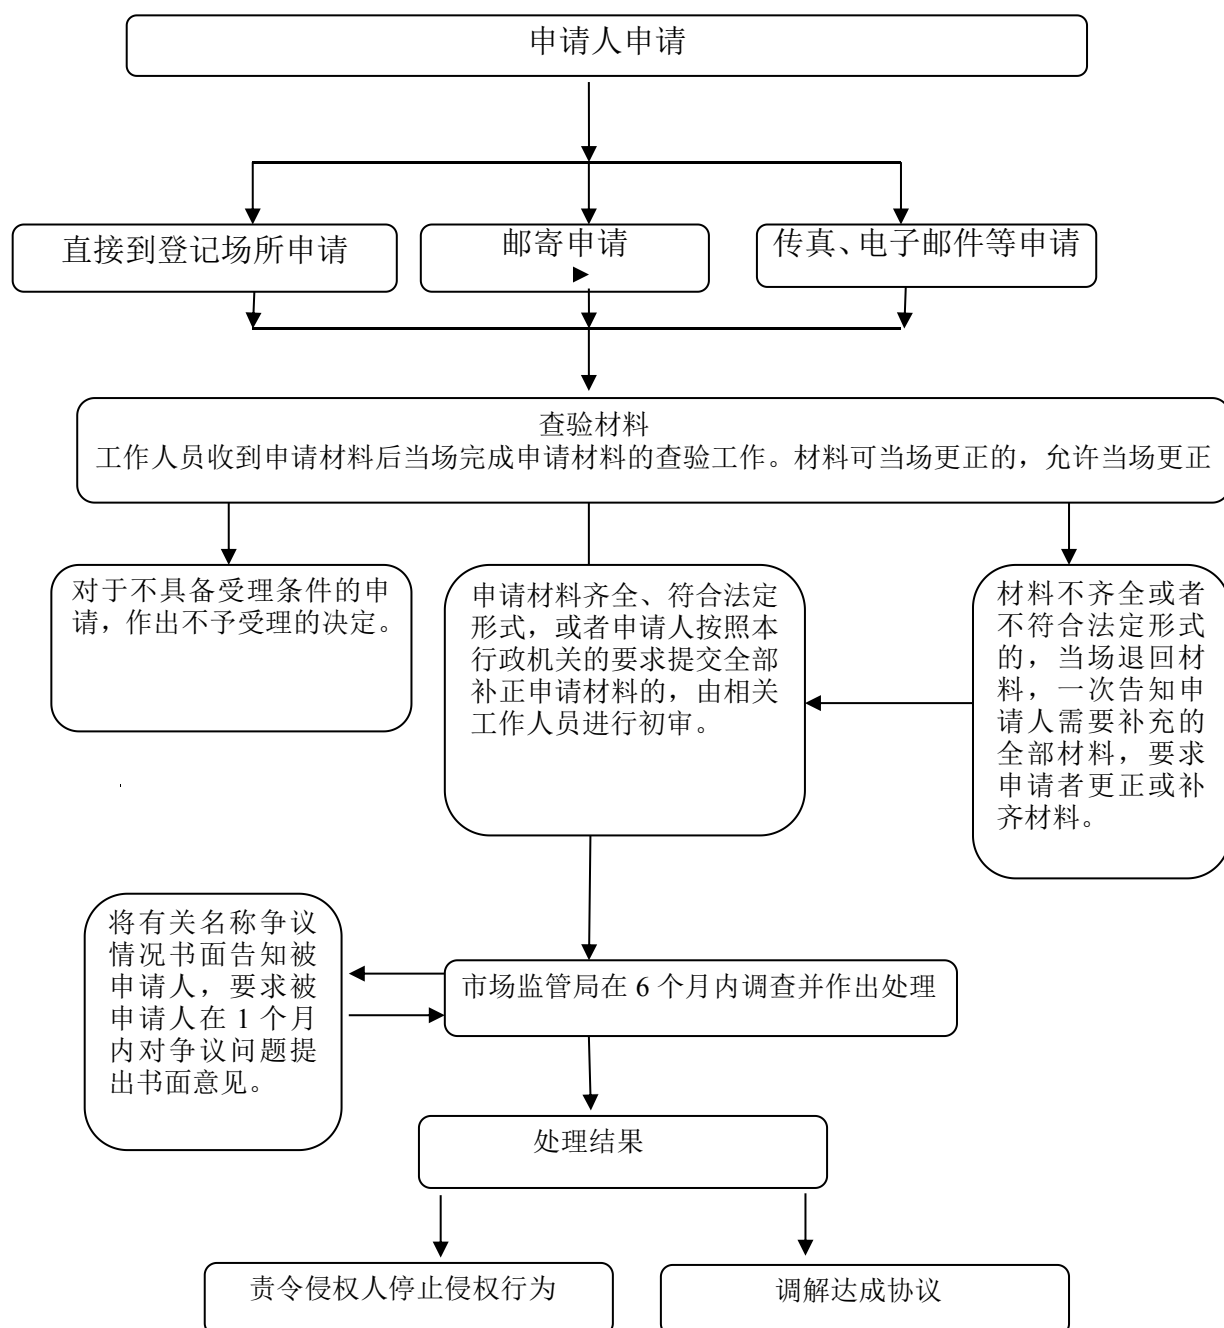 申请人申请
直接到登记场所申请
邮寄申请
传真、电子邮件等申请
查验材料
工作人员收到申请材料后当场完成申请材料的查验工作。材料可当场更正的，允许当场更正
对于不具备受理条件的申
请，作出不予受理的决定。
申请材料齐全、符合法定
形式，或者申请人按照本
行政机关的要求提交全部
补正申请材料的，由相关
工作人员进行初审。
材料不齐全或者
不符合法定形式
的，当场退回材
料，一次告知申
请人需要补充的
全部材料，要求
申请者更正或补
齐材料。
将有关名称争议
情况书面告知被
申请人，要求被
申请人在 1 个月
内对争议问题提
出书面意见。
市场监管局在 6 个月内调查并作出处理
处理结果
责令侵权人停止侵权行为
调解达成协议